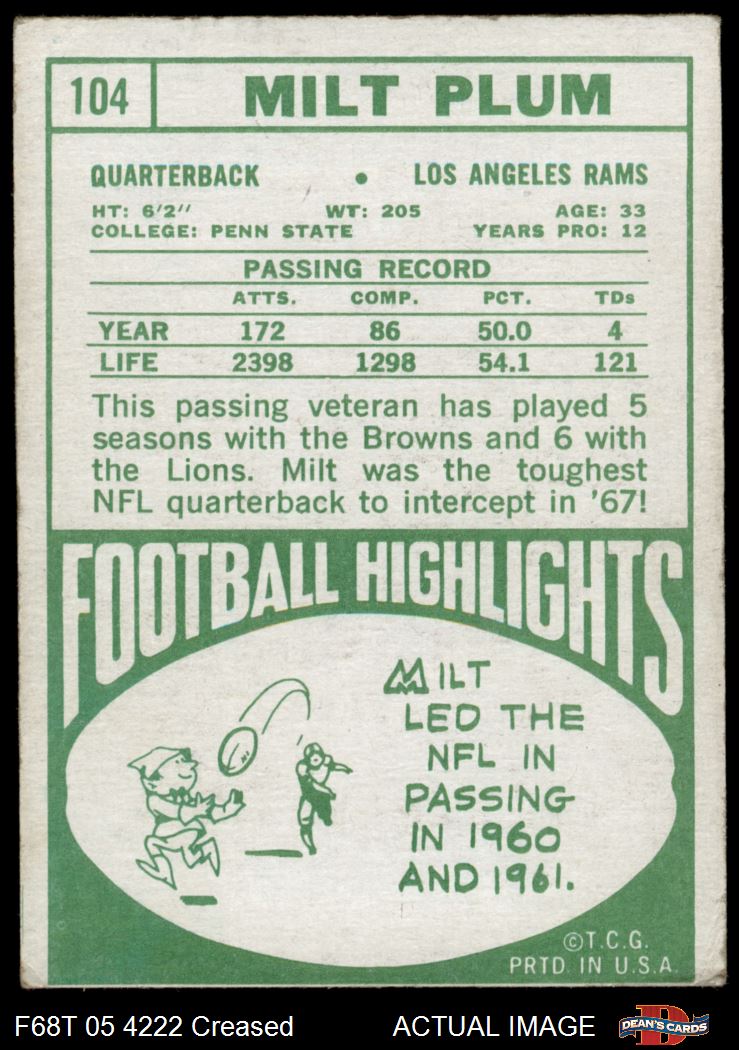 104 MILT PLUM
QUARTERBACK • LOS ANGELES RAMS
HT: 6'2" WT: 205 AGE: 33
COLLEGE: PENN STATE YEARS PRO: 12
PASSING RECORD
ATTS. COMP. PCT. TDs
YEAR 172 86 50.0 4
LIFE 2398 1298 54.1 121
This passing veteran has played 5
seasons with the Browns and 6 with
the Lions. Milt was the toughest
NFL quarterback to intercept in '67!
FOOTBALL HIGHLIGHTS
MILT
LED THE
NFL IN
PASSING
IN 1960
AND 1961.
©T.C.G.
PRTD. IN U.S.A.
F68T 05 4222 Creased ACTUAL IMAGE
DEAN'S CARDS